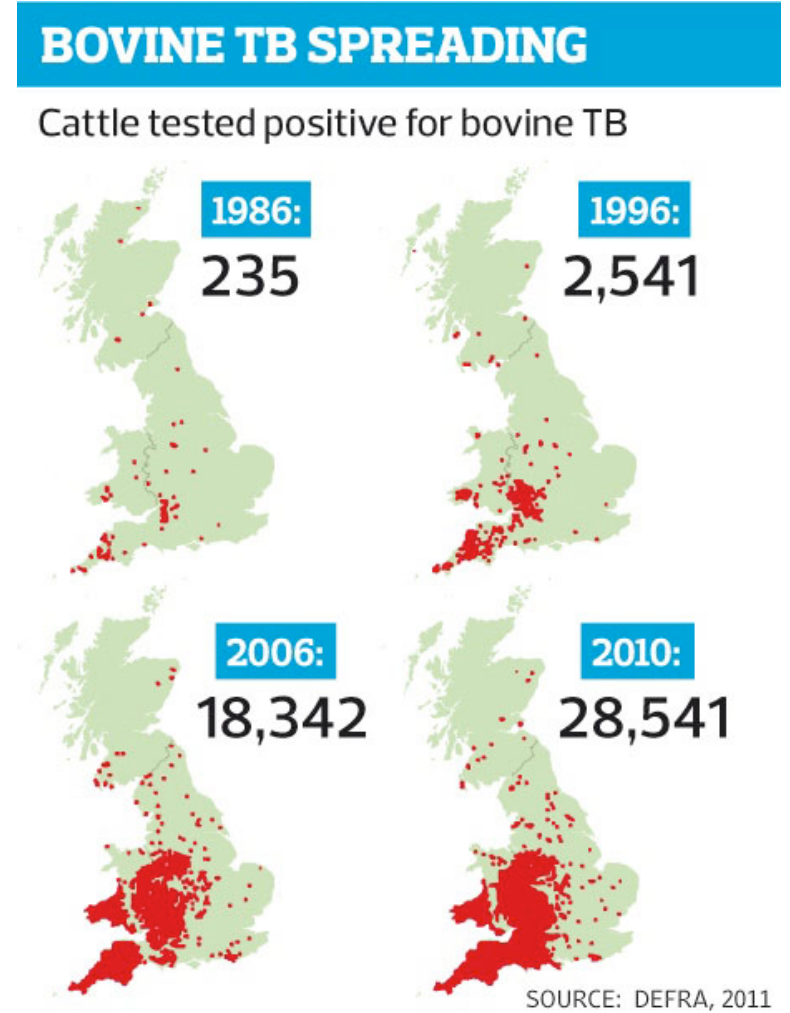 BOVINE TB SPREADING
Cattle tested positive for bovine TB
1986:
235
1996:
2,541
2006:
18,342
2010:
28,541
SOURCE: DEFRA, 2011